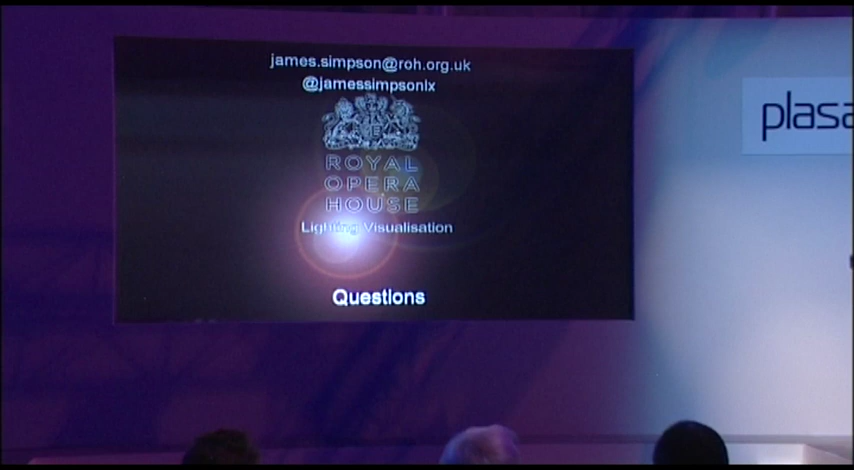 james.simpson@roh.org.uk
@jamessimpsonlx
ROYAL
OPERA
HOUSE
Lighting Visualisation
Questions
plasa